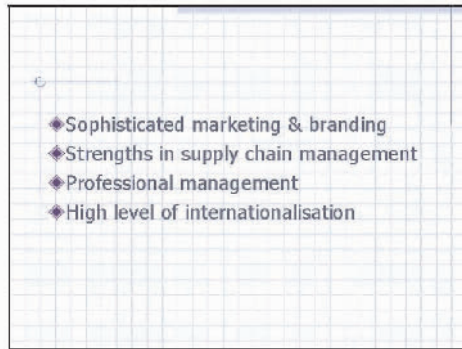 Sophisticated marketing & branding
Strengths in supply chain management
Professional management
High level of internationalisation